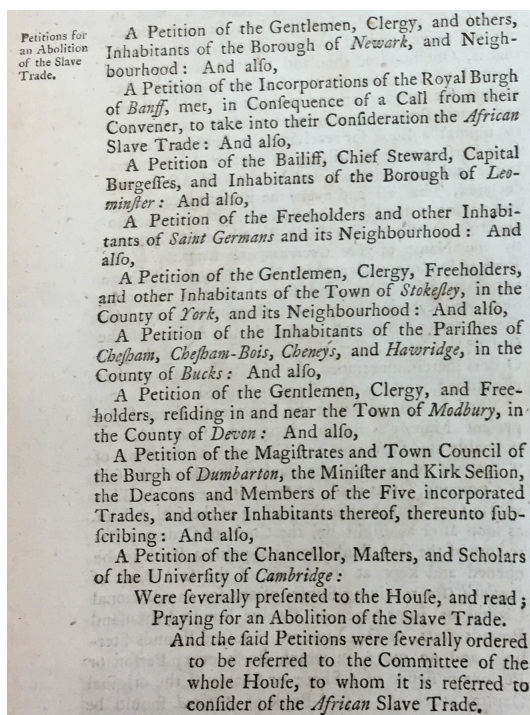 Petitions for
an Abolition
of the Slave
Trade.
A Petition of the Gentlemen, Clergy, and others,
Inhabitants of the Borough of Newark, and Neigh-
bourhood: And alſo,
A Petition of the Incorporations of the Royal Burgh
of Banff, met, in Conſequence of a Call from their
Convener, to take into their Conſideration the African
Slave Trade: And alſo,
A Petition of the Bailiff, Chief Steward, Capital
Burgeſſes, and Inhabitants of the Borough of Leo-
minſter: And alſo,
A Petition of the Freeholders and other Inhabi-
tants of Saint Germans and its Neighbourhood: And
alſo,
A Petition of the Gentlemen, Clergy, Freeholders,
and other Inhabitants of the Town of Stokeſley, in the
County of York, and its Neighbourhood: And alſo,
A Petition of the Inhabitants of the Pariſhes of
Cheſham, Cheſham-Bois, Cheneys, and Hawridge, in the
County of Bucks: And alſo,
A Petition of the Gentlemen, Clergy, and Free-
holders, reſiding in and near the Town of Modbury, in
the County of Devon: And alſo,
A Petition of the Magiſtrates and Town Council of
the Burgh of Dumbarton, the Miniſter and Kirk Seſſion,
the Deacons and Members of the Five incorporated
Trades, and other Inhabitants thereof, thereunto ſub-
ſcribing: And alſo,
A Petition of the Chancellor, Maſters, and Scholars
of the Univerſity of Cambridge:
Were ſeverally preſented to the Houſe, and read;
Praying for an Abolition of the Slave Trade.
And the ſaid Petitions were ſeverally ordered
to be referred to the Committee of the
whole Houſe, to whom it is referred to
conſider of the African Slave Trade.